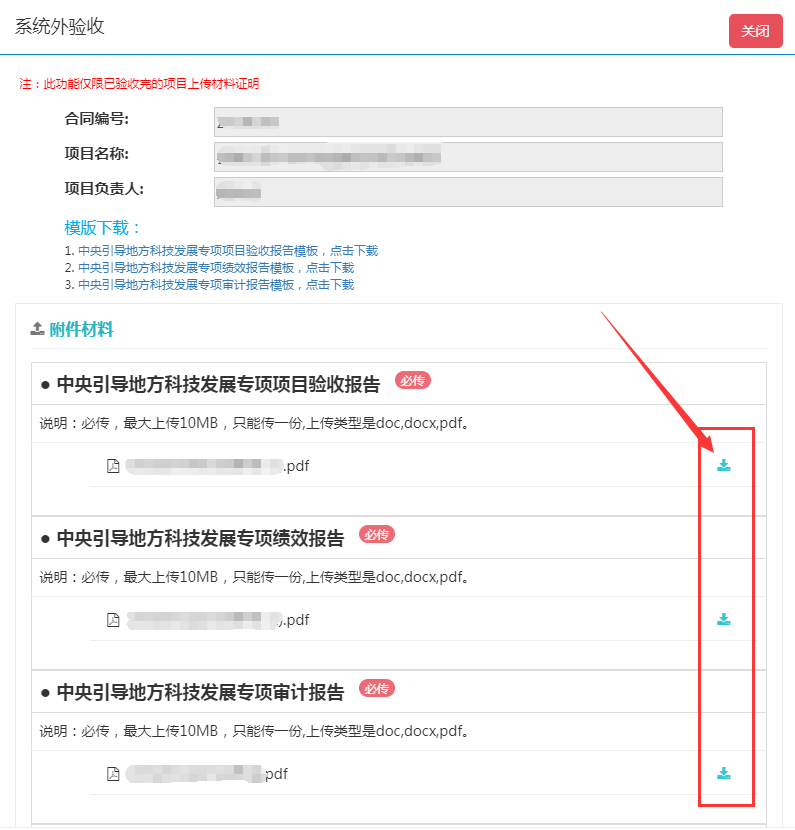 系统外验收
关闭
注：此功能仅限已验收完的项目上传材料证明
合同编号:
项目名称:
项目负责人:
模版下载：
1. 中央引导地方科技发展专项项目验收报告模板，点击下载
2. 中央引导地方科技发展专项绩效报告模板，点击下载
3. 中央引导地方科技发展专项审计报告模板，点击下载
附件材料
● 中央引导地方科技发展专项项目验收报告 必传
说明：必传，最大上传10MB，只能传一份,上传类型是doc,docx,pdf。
.pdf
● 中央引导地方科技发展专项绩效报告 必传
说明：必传，最大上传10MB，只能传一份,上传类型是doc,docx,pdf。
).pdf
● 中央引导地方科技发展专项审计报告 必传
说明：必传，最大上传10MB，只能传一份,上传类型是doc,docx,pdf。
pdf